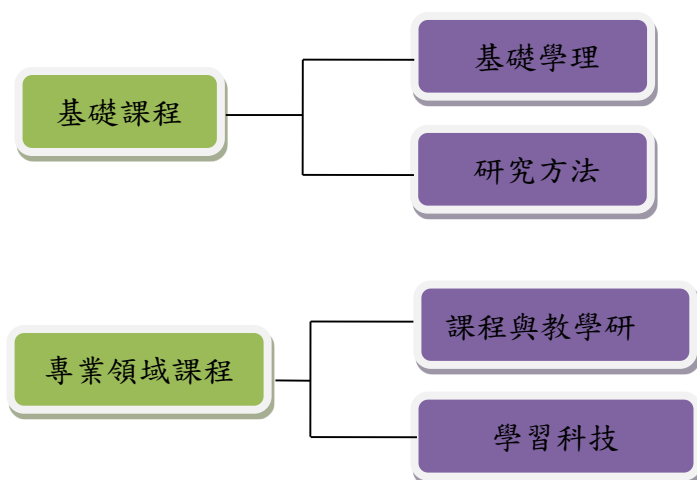 基礎學理
基礎課程
研究方法
課程與教學研
專業領域課程
學習科技